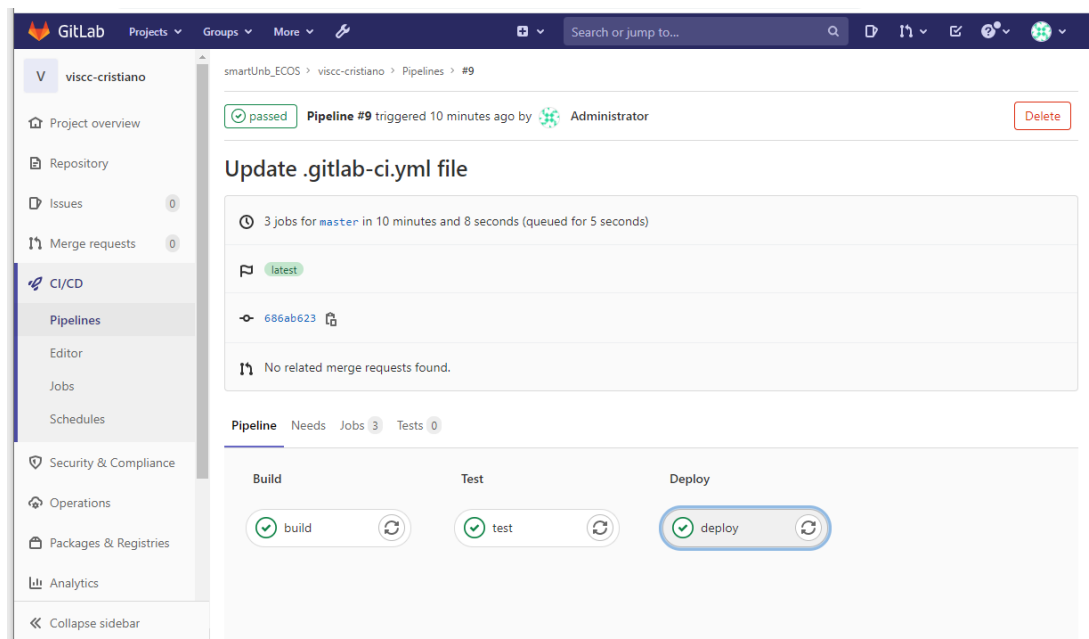 GitLab Projects Groups More Search or jump to...
V viscc-cristiano
smartUnb_ECOS > viscc-cristiano > Pipelines > #9
Project overview
passed Pipeline #9 triggered 10 minutes ago by Administrator Delete
Repository
Update .gitlab-ci.yml file
Issues 0
3 jobs for master in 10 minutes and 8 seconds (queued for 5 seconds)
Merge requests 0
latest
CI/CD
Pipelines
686ab623
Editor
No related merge requests found.
Jobs
Schedules
Pipeline Needs Jobs 3 Tests 0
Security & Compliance
Build Test Deploy
Operations
build test deploy
Packages & Registries
Analytics
Collapse sidebar